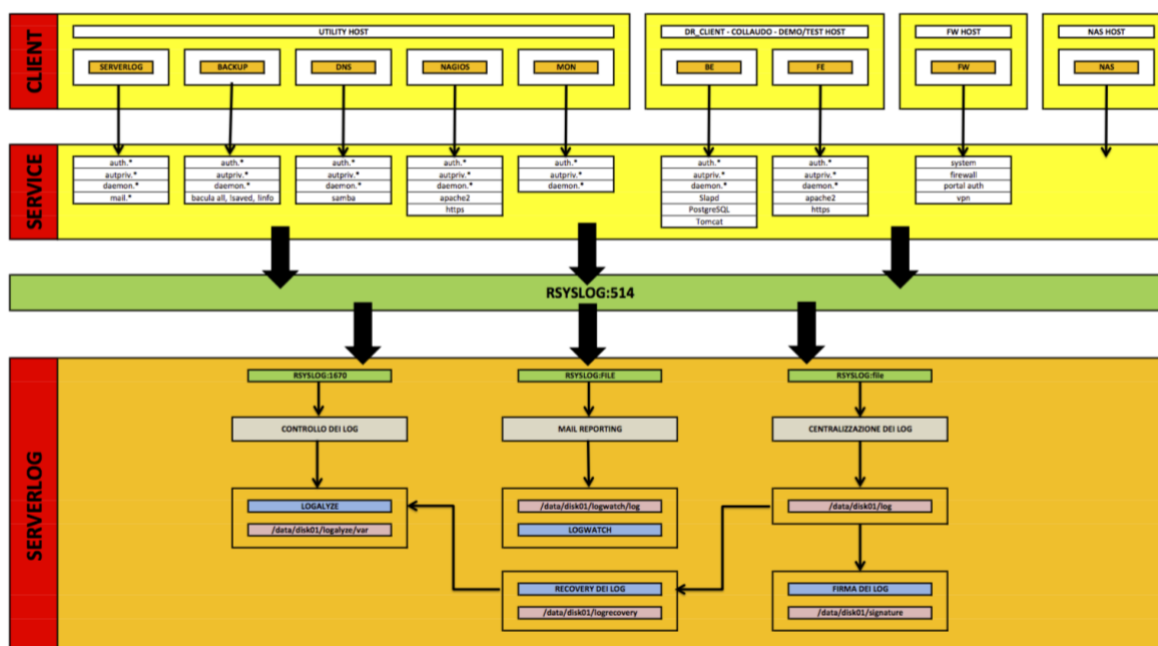 CLIENT
UTILITY HOST
SERVERLOG
BACKUP
DNS
NAGIOS
MON
DR_CLIENT - COLLAUDO - DEMO/TEST HOST
BE
FE
FW HOST
FW
NAS HOST
NAS
SERVICE
auth.*
autpriv.*
daemon.*
mail.*
auth.*
autpriv.*
daemon.*
bacula all, !saved, !info
auth.*
autpriv.*
daemon.*
samba
auth.*
autpriv.*
daemon.*
apache2
https
auth.*
autpriv.*
daemon.*
auth.*
autpriv.*
daemon.*
Slapd
PostgreSQL
Tomcat
auth.*
autpriv.*
daemon.*
apache2
https
system
firewall
portal auth
vpn
RSYSLOG:514
SERVERLOG
RSYSLOG:1670
CONTROLLO DEI LOG
LOGALYZE
/data/disk01/logalyze/var
RSYSLOG:FILE
MAIL REPORTING
/data/disk01/logwatch/log
LOGWATCH
RECOVERY DEI LOG
/data/disk01/logrecovery
RSYSLOG:file
CENTRALIZZAZIONE DEI LOG
/data/disk01/log
FIRMA DEI LOG
/data/disk01/signature